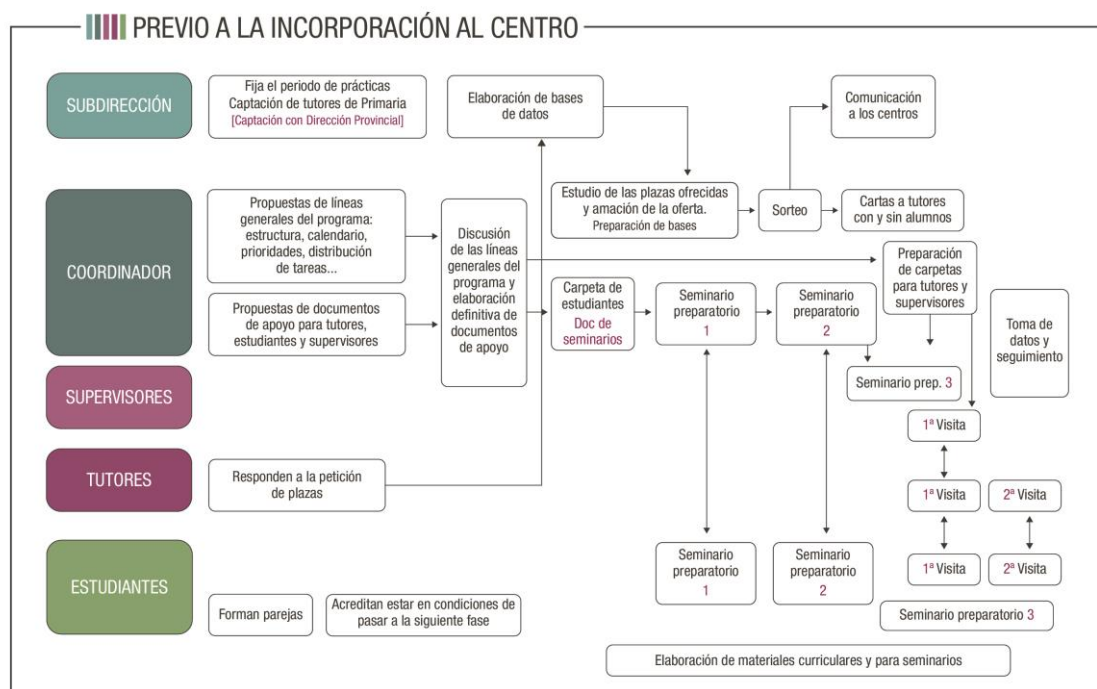 PREVIO A LA INCORPORACIÓN AL CENTRO
SUBDIRECCIÓN
Fija el periodo de prácticas
Captación de tutores de Primaria
[Captación con Dirección Provincial]
Elaboración de bases
de datos
Comunicación
a los centros
COORDINADOR
Propuestas de líneas
generales del programa:
estructura, calendario,
prioridades, distribución
de tareas...
Propuestas de documentos
de apoyo para tutores,
estudiantes y supervisores
Discusión
de las líneas
generales del
programa y
elaboración
definitiva de
documentos
de apoyo
Estudio de las plazas ofrecidas
y amación de la oferta.
Preparación de bases
Sorteo
Cartas a tutores
con y sin alumnos
Carpeta de
estudiantes
Doc de
seminarios
Seminario
preparatorio
1
Seminario
preparatorio
2
Preparación
de carpetas
para tutores y
supervisores
Toma de
datos y
seguimiento
Seminario prep. 3
SUPERVISORES
1ª Visita
TUTORES
Responden a la petición
de plazas
1ª Visita
2ª Visita
ESTUDIANTES
Forman parejas
Acreditan estar en condiciones de
pasar a la siguiente fase
Seminario
preparatorio
1
Seminario
preparatorio
2
1ª Visita
2ª Visita
Seminario preparatorio 3
Elaboración de materiales curriculares y para seminarios